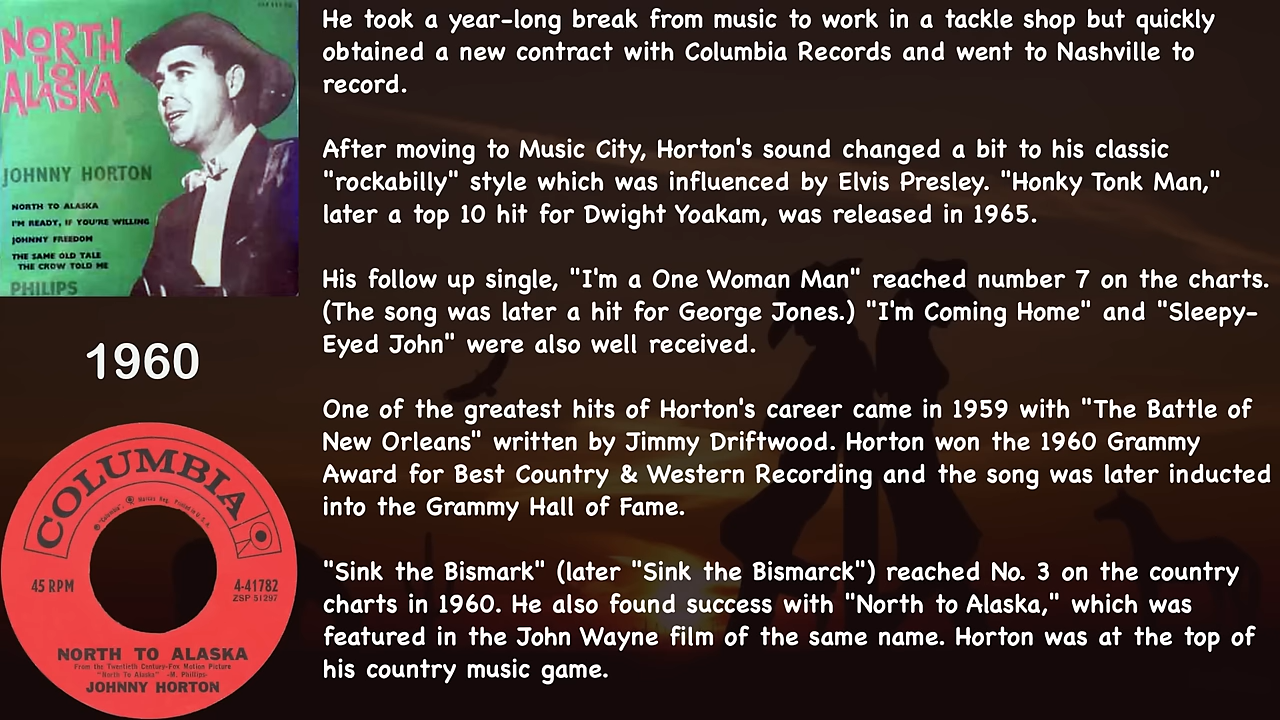 NORTH
TO
ALASKA
JOHNNY HORTON
NORTH TO ALASKA
I'M READY, IF YOU'RE WILLING
JOHNNY FREEDOM
THE SAME OLD TALE
THE CROW TOLD ME
PHILIPS
1960
COLUMBIA
45 RPM
4-41782
ZSP 51297
NORTH TO ALASKA
From the Twentieth Century-Fox Motion Picture
"North To Alaska" -M. Phillips-
JOHNNY HORTON
He took a year-long break from music to work in a tackle shop but quickly
obtained a new contract with Columbia Records and went to Nashville to
record.
After moving to Music City, Horton's sound changed a bit to his classic
"rockabilly" style which was influenced by Elvis Presley. "Honky Tonk Man,"
later a top 10 hit for Dwight Yoakam, was released in 1965.
His follow up single, "I'm a One Woman Man" reached number 7 on the charts.
(The song was later a hit for George Jones.) "I'm Coming Home" and "Sleepy-
Eyed John" were also well received.
One of the greatest hits of Horton's career came in 1959 with "The Battle of
New Orleans" written by Jimmy Driftwood. Horton won the 1960 Grammy
Award for Best Country & Western Recording and the song was later inducted
into the Grammy Hall of Fame.
"Sink the Bismark" (later "Sink the Bismarck") reached No. 3 on the country
charts in 1960. He also found success with "North to Alaska," which was
featured in the John Wayne film of the same name. Horton was at the top of
his country music game.